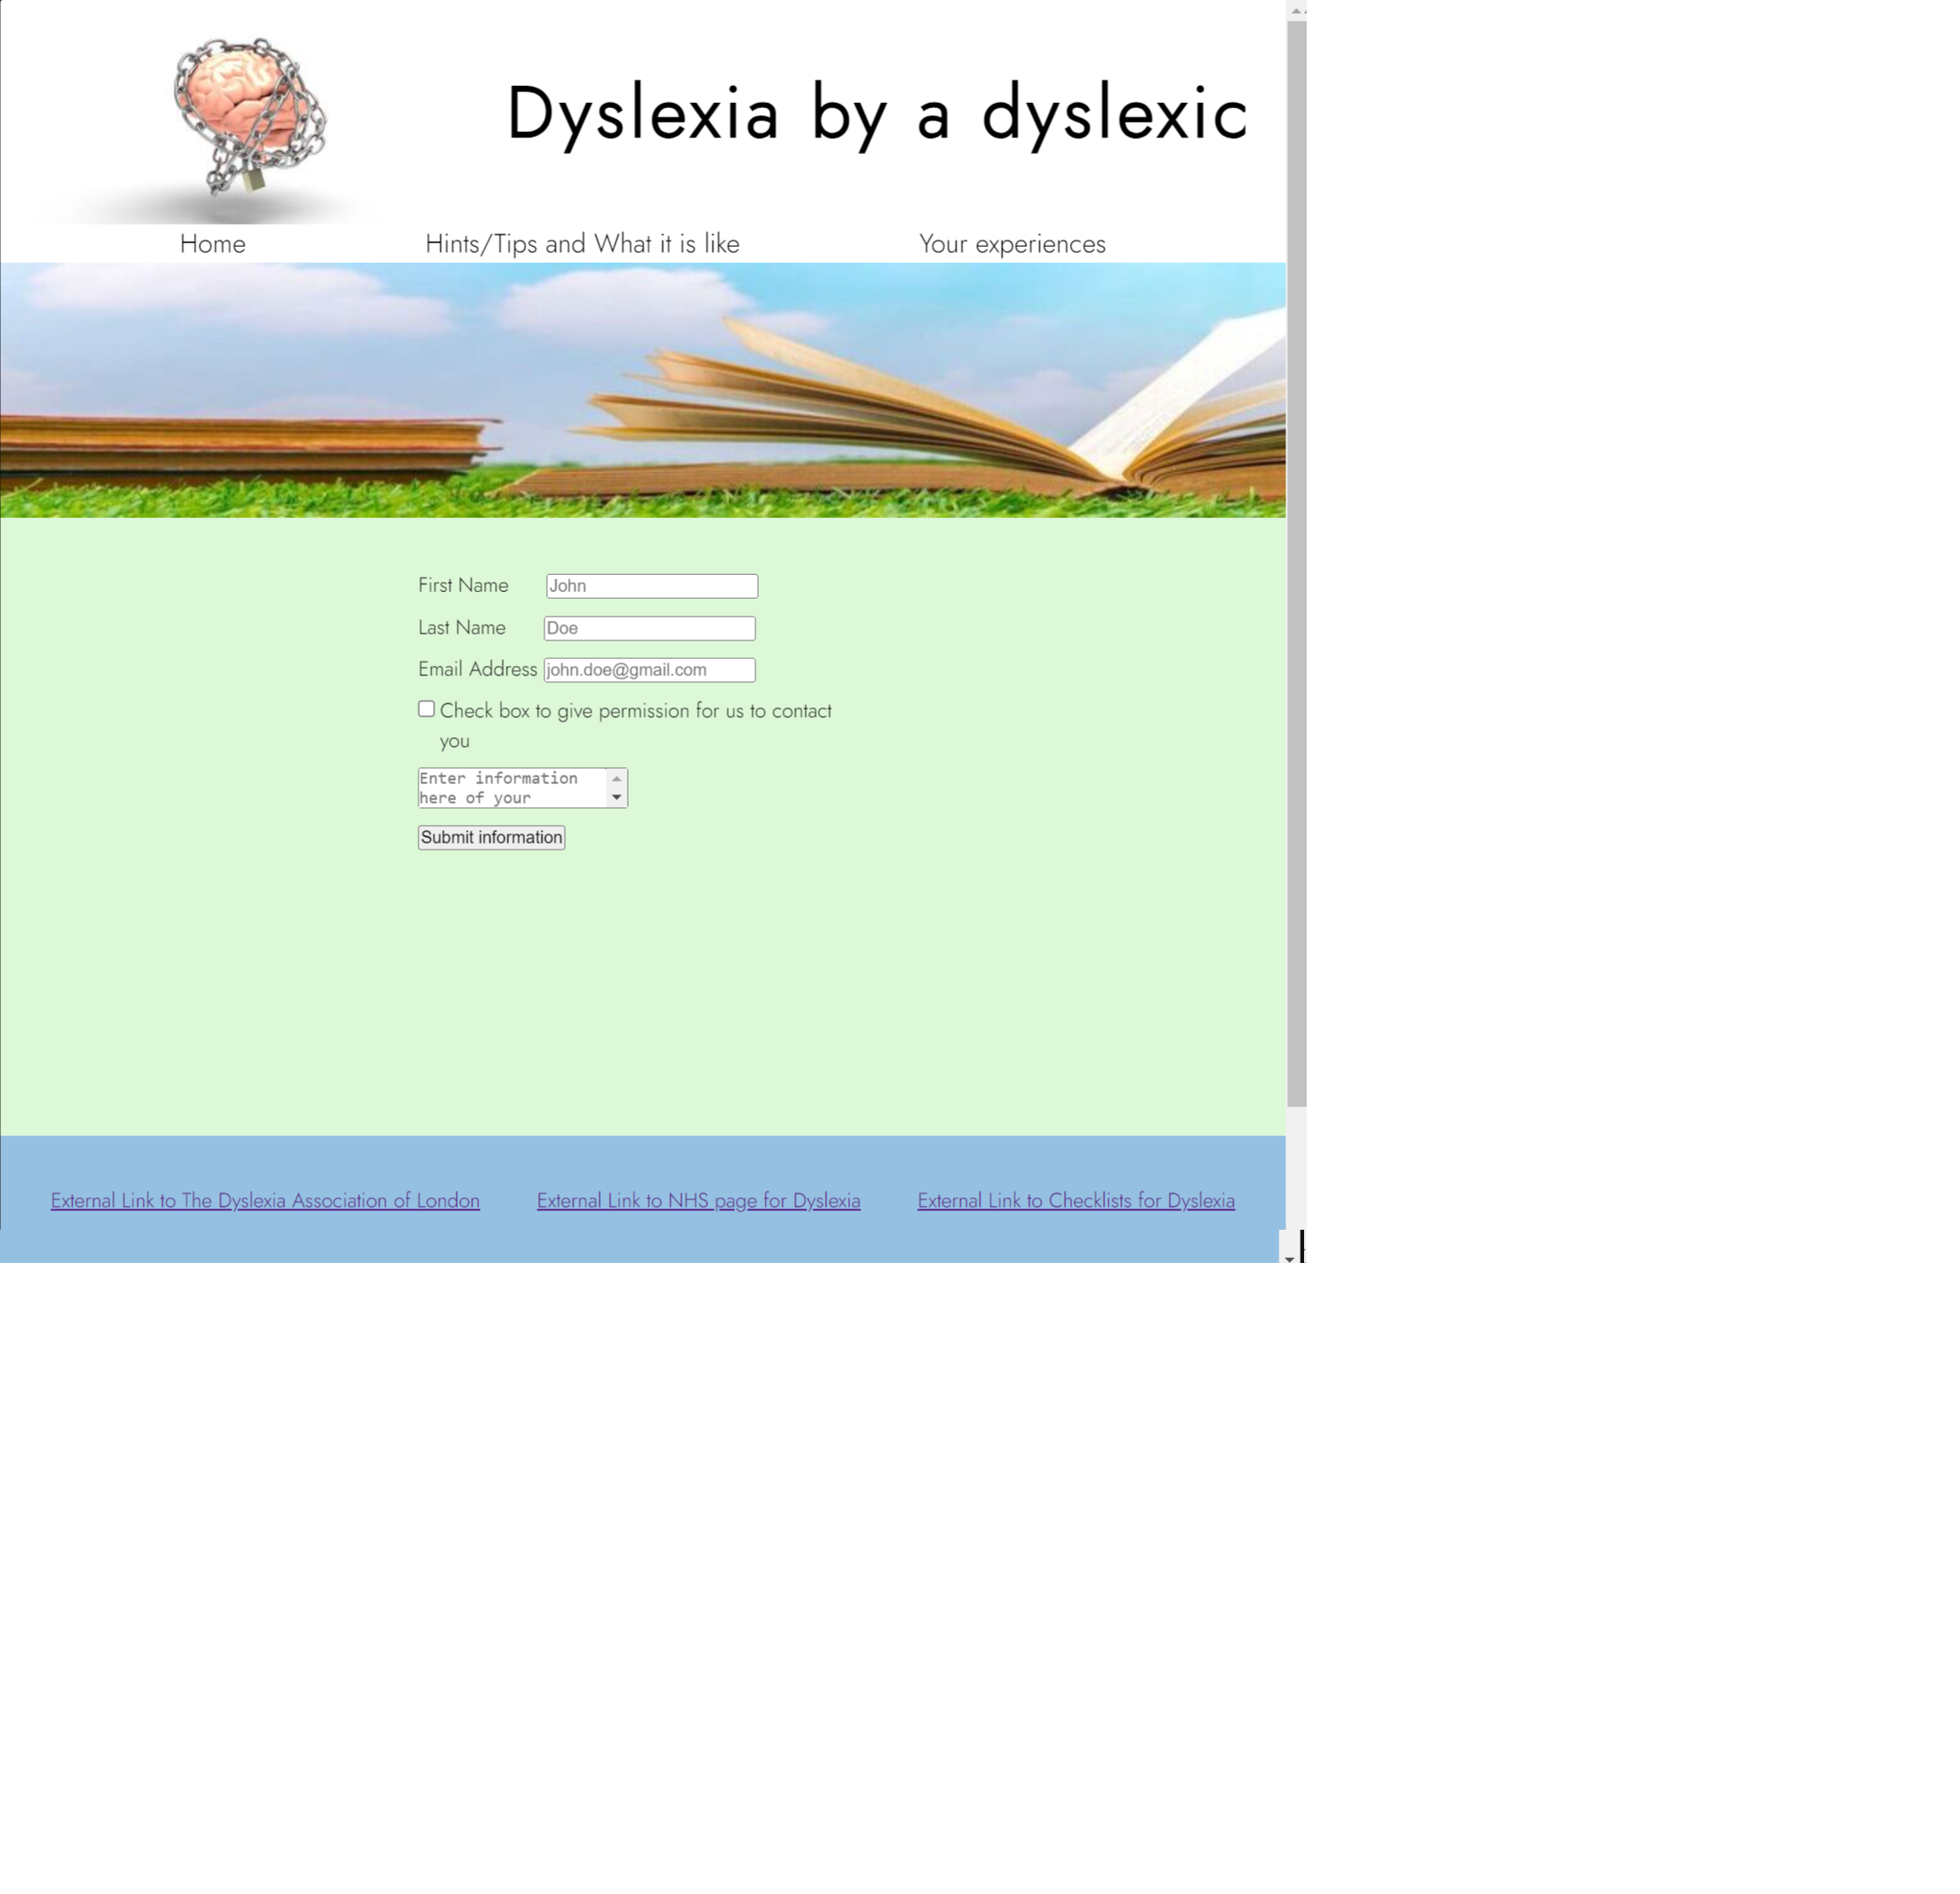 Dyslexia by a dyslexic
Home Hints/Tips and What it is like Your experiences
First Name John
Last Name Doe
Email Address john.doe@gmail.com
Check box to give permission for us to contact
you
Enter information
here of your
Submit information
External Link to The Dyslexia Association of London External Link to NHS page for Dyslexia External Link to Checklists for Dyslexia